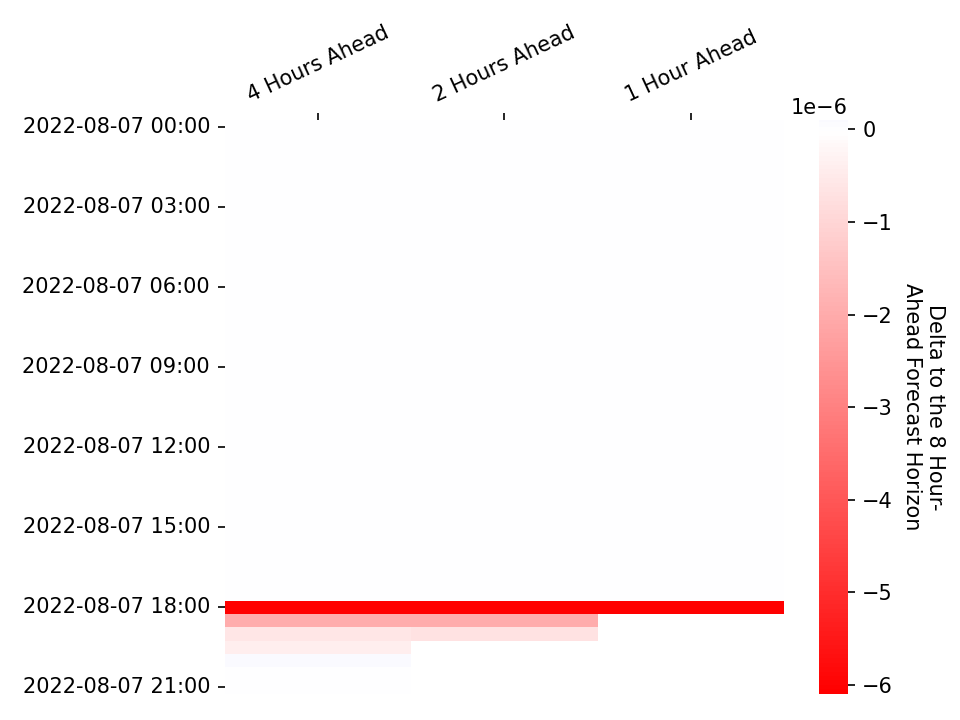 4 Hours Ahead
2 Hours Ahead
1 Hour Ahead
1e−6
2022-08-07 00:00
2022-08-07 03:00
2022-08-07 06:00
2022-08-07 09:00
2022-08-07 12:00
2022-08-07 15:00
2022-08-07 18:00
2022-08-07 21:00
0
−1
−2
−3
−4
−5
−6
Delta to the 8 Hour-
Ahead Forecast Horizon